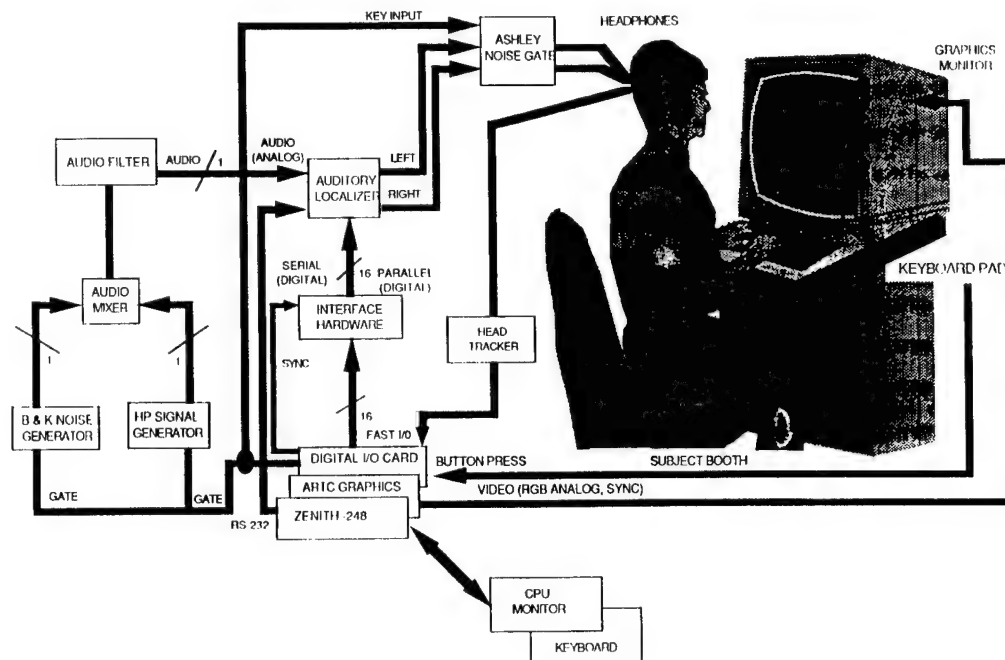 KEY INPUT
HEADPHONES
ASHLEY
NOISE GATE
GRAPHICS
MONITOR
AUDIO FILTER
AUDIO
1
AUDIO
(ANALOG)
LEFT
AUDITORY
LOCALIZER
RIGHT
SERIAL
(DIGITAL)
16 PARALLEL
(DIGITAL)
KEYBOARD PAD
AUDIO
MIXER
INTERFACE
HARDWARE
HEAD
TRACKER
1
1
SYNC
16
B & K NOISE
GENERATOR
HP SIGNAL
GENERATOR
FAST I/O
DIGITAL I/O CARD
BUTTON PRESS
SUBJECT BOOTH
GATE
GATE
ARTC GRAPHICS
VIDEO (RGB ANALOG, SYNC)
RS 232
ZENITH -248
CPU
MONITOR
KEYBOARD